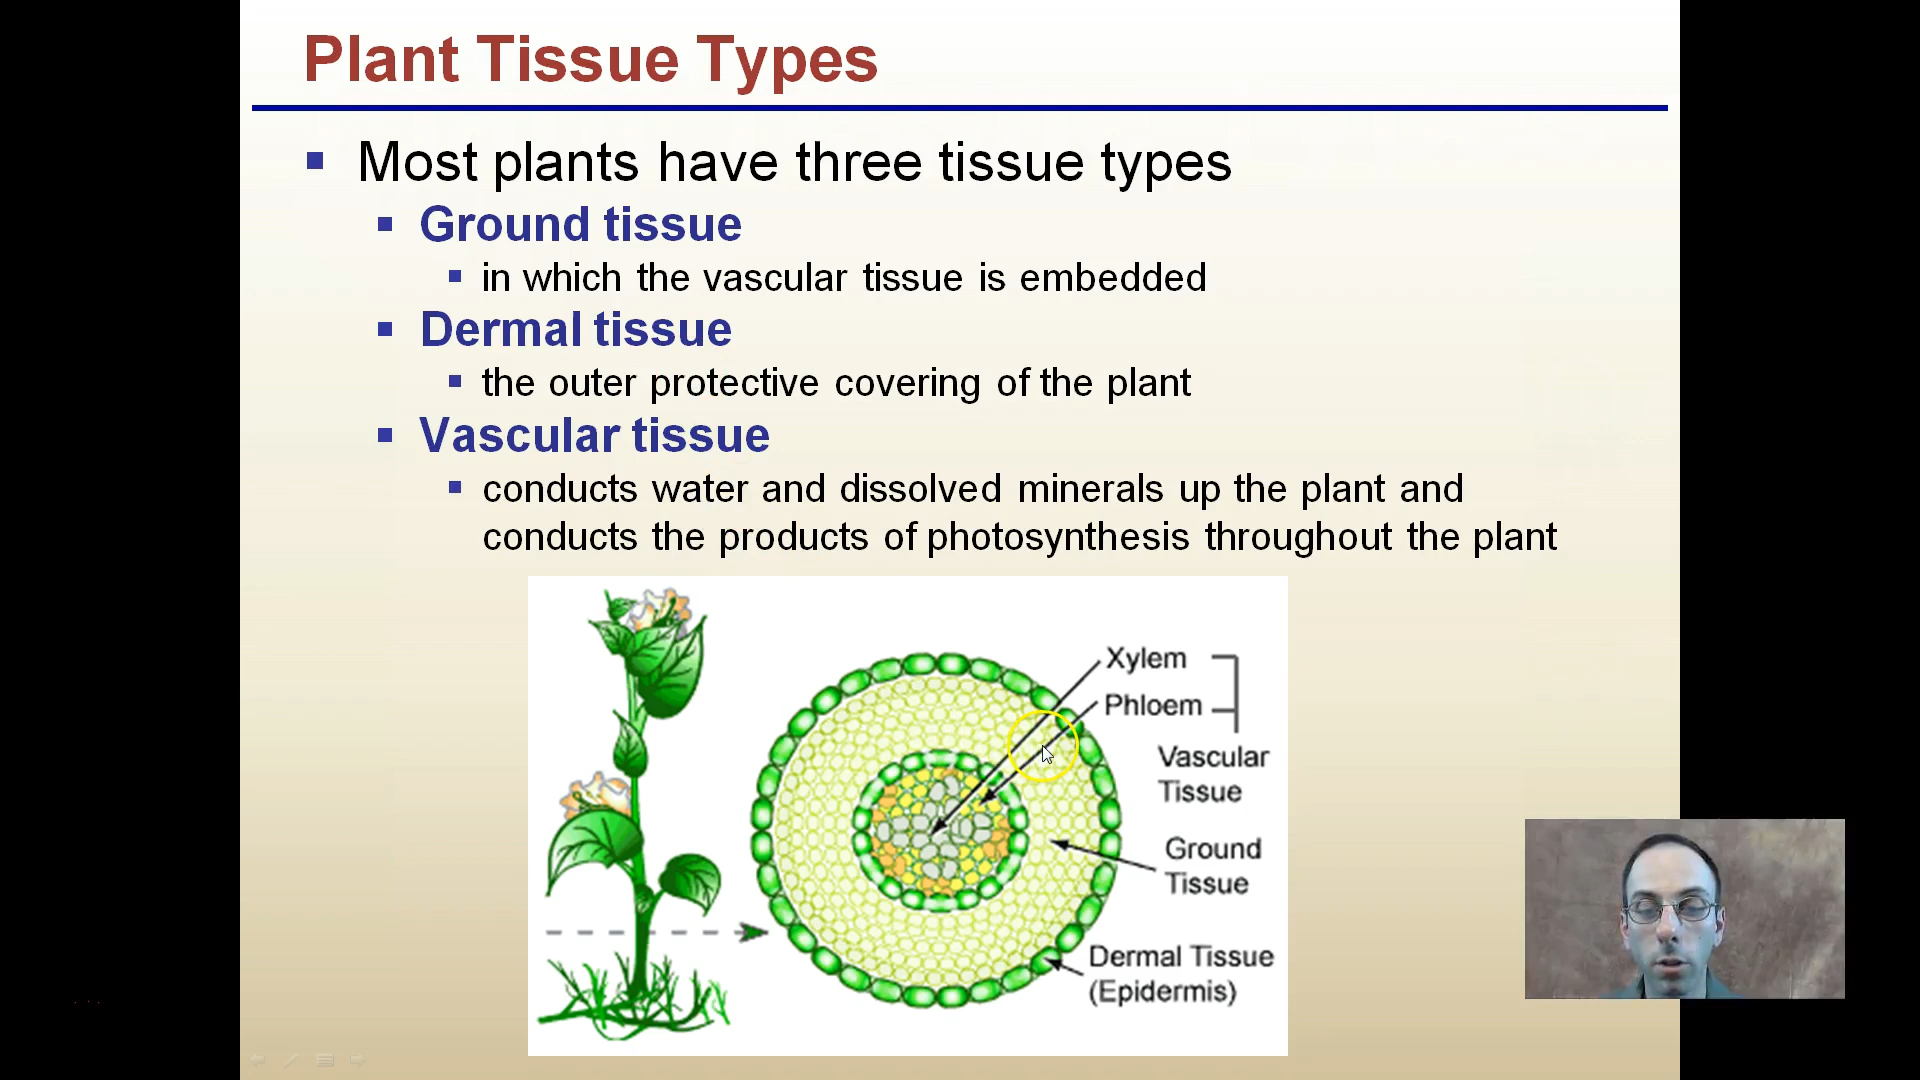 Plant Tissue Types
Most plants have three tissue types
Ground tissue
in which the vascular tissue is embedded
Dermal tissue
the outer protective covering of the plant
Vascular tissue
conducts water and dissolved minerals up the plant and
conducts the products of photosynthesis throughout the plant
Xylem
Phloem
Vascular
Tissue
Ground
Tissue
Dermal Tissue
(Epidermis)